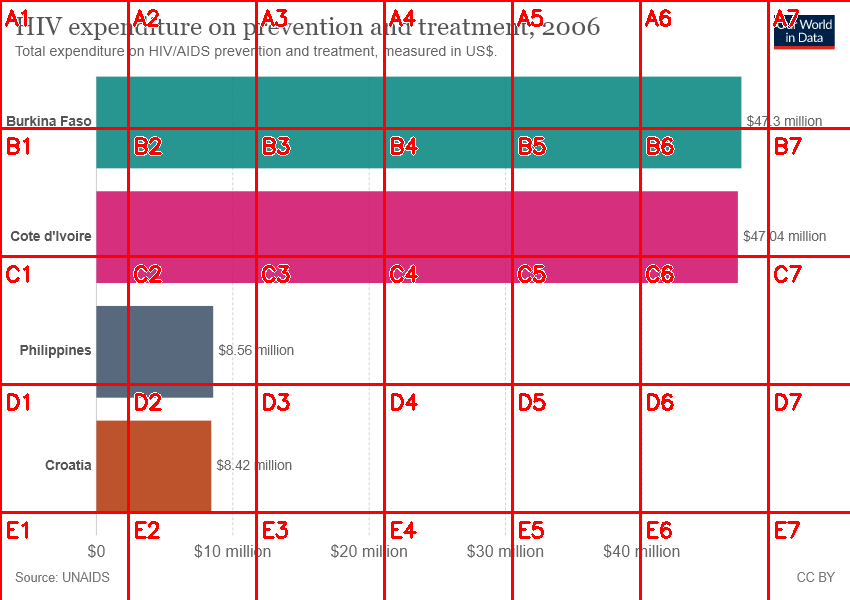 HIV expenditure on prevention and treatment, 2006
Total expenditure on HIV/AIDS prevention and treatment, measured in US$.
Our World
in Data
Burkina Faso $47.3 million
Cote d'Ivoire $47.04 million
Philippines $8.56 million
Croatia $8.42 million
$0 $10 million $20 million $30 million $40 million
Source: UNAIDS CC BY
A1 A2 A3 A4 A5 A6 A7
B1 B2 B3 B4 B5 B6 B7
C1 C2 C3 C4 C5 C6 C7
D1 D2 D3 D4 D5 D6 D7
E1 E2 E3 E4 E5 E6 E7